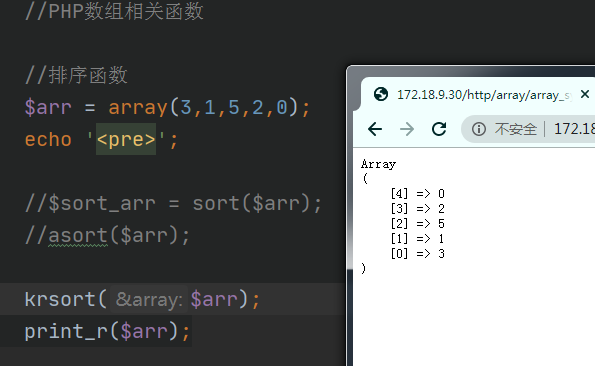 //PHP数组相关函数
//排序函数
$arr = array(3,1,5,2,0);
echo '<pre>';
//$sort_arr = sort($arr);
//asort($arr);
krsort( &array: $arr);
print_r($arr);
172.18.9.30/http/array/array_s
不安全 | 172.18
Array
(
[4] => 0
[3] => 2
[2] => 5
[1] => 1
[0] => 3
)